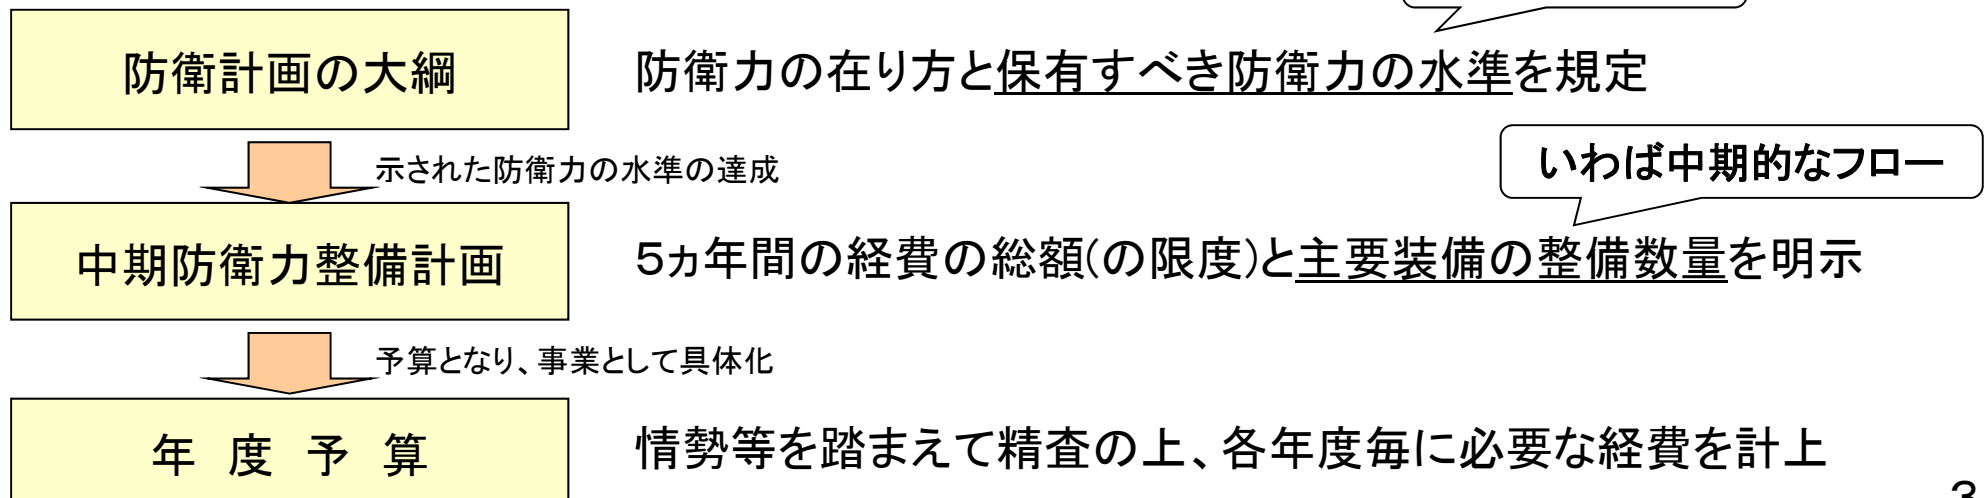 防衛計画の大綱
防衛力の在り方と保有すべき防衛力の水準を規定
示された防衛力の水準の達成
いわば中期的なフロー
中期防衛力整備計画
5ヵ年間の経費の総額(の限度)と主要装備の整備数量を明示
予算となり、事業として具体化
年 度 予 算
情勢等を踏まえて精査の上、各年度毎に必要な経費を計上
3